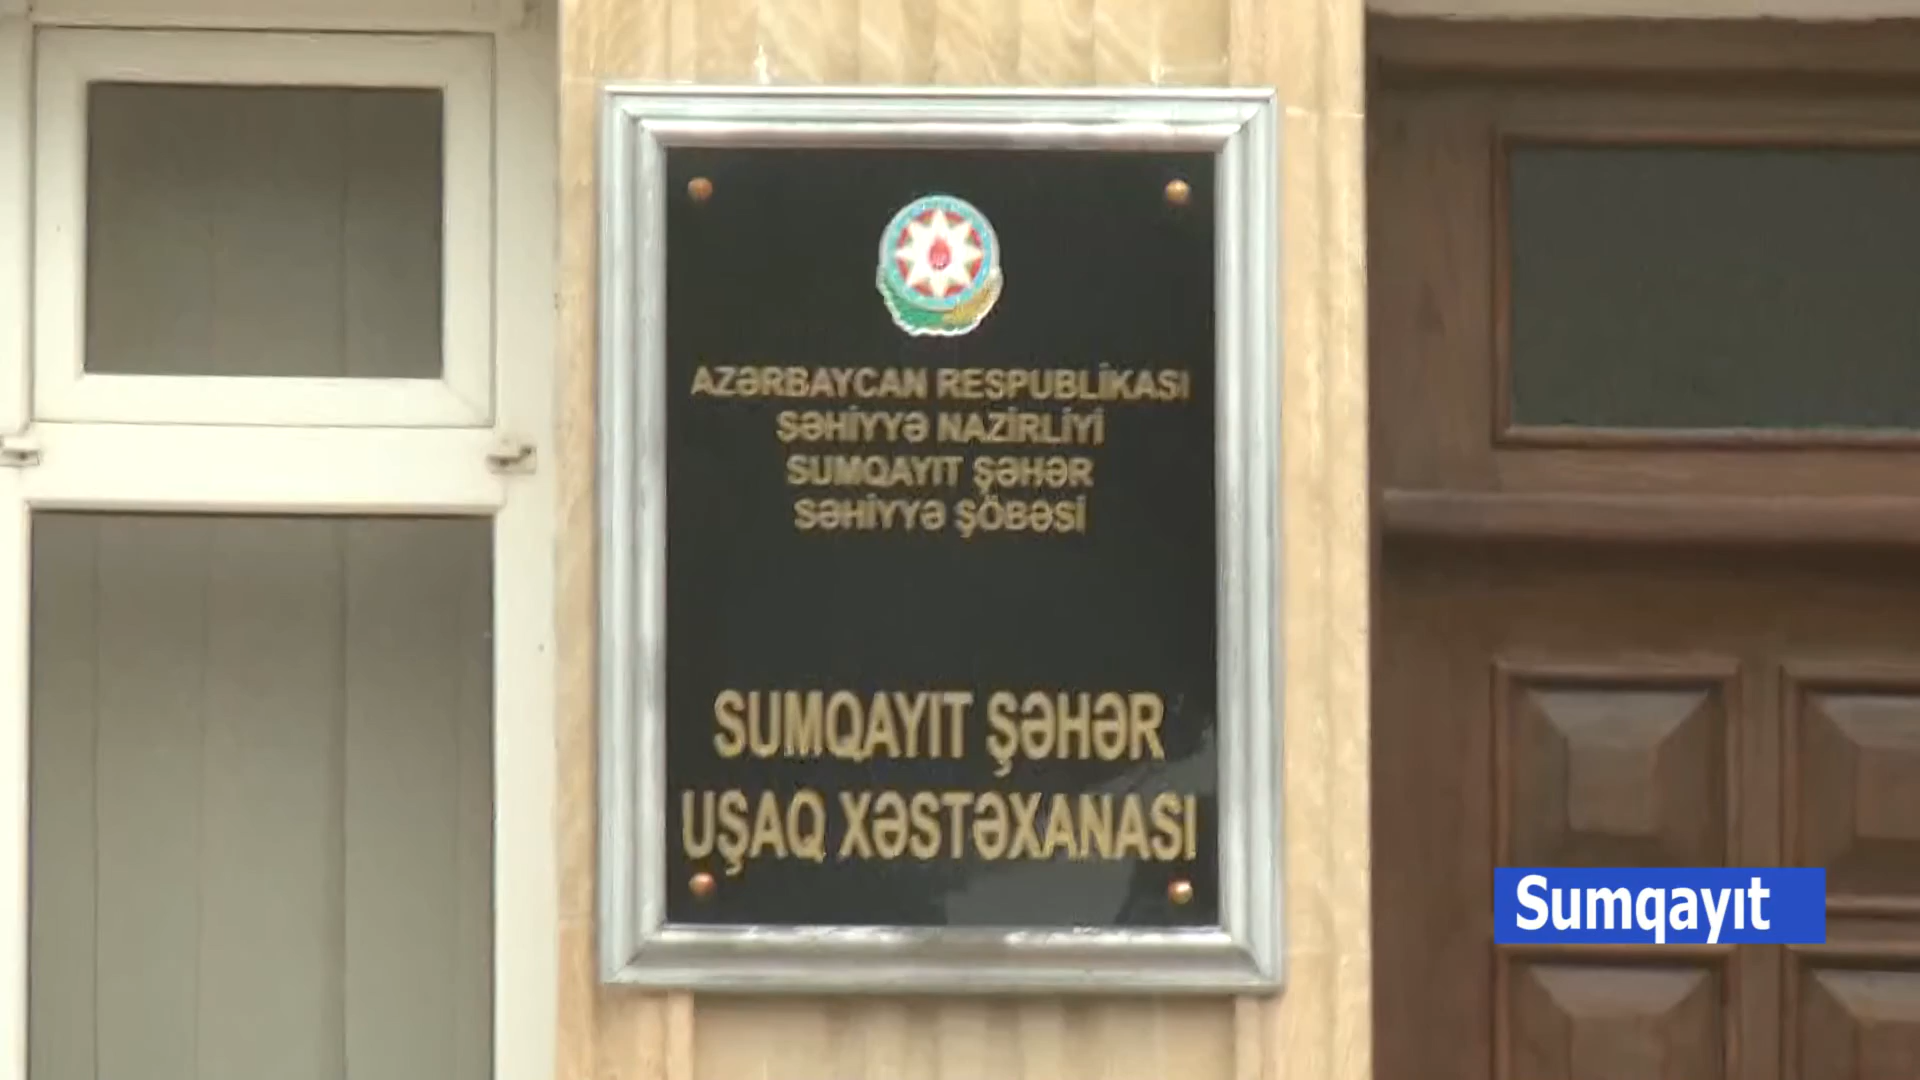 AZƏRBAYCAN RESPUBLİKASI
SƏHİYYƏ NAZİRLİYİ
SUMQAYIT ŞƏHƏR
SƏHİYYƏ ŞÖBƏSİ
SUMQAYIT ŞƏHƏR
UŞAQ XƏSTƏXANASI
Sumqayıt